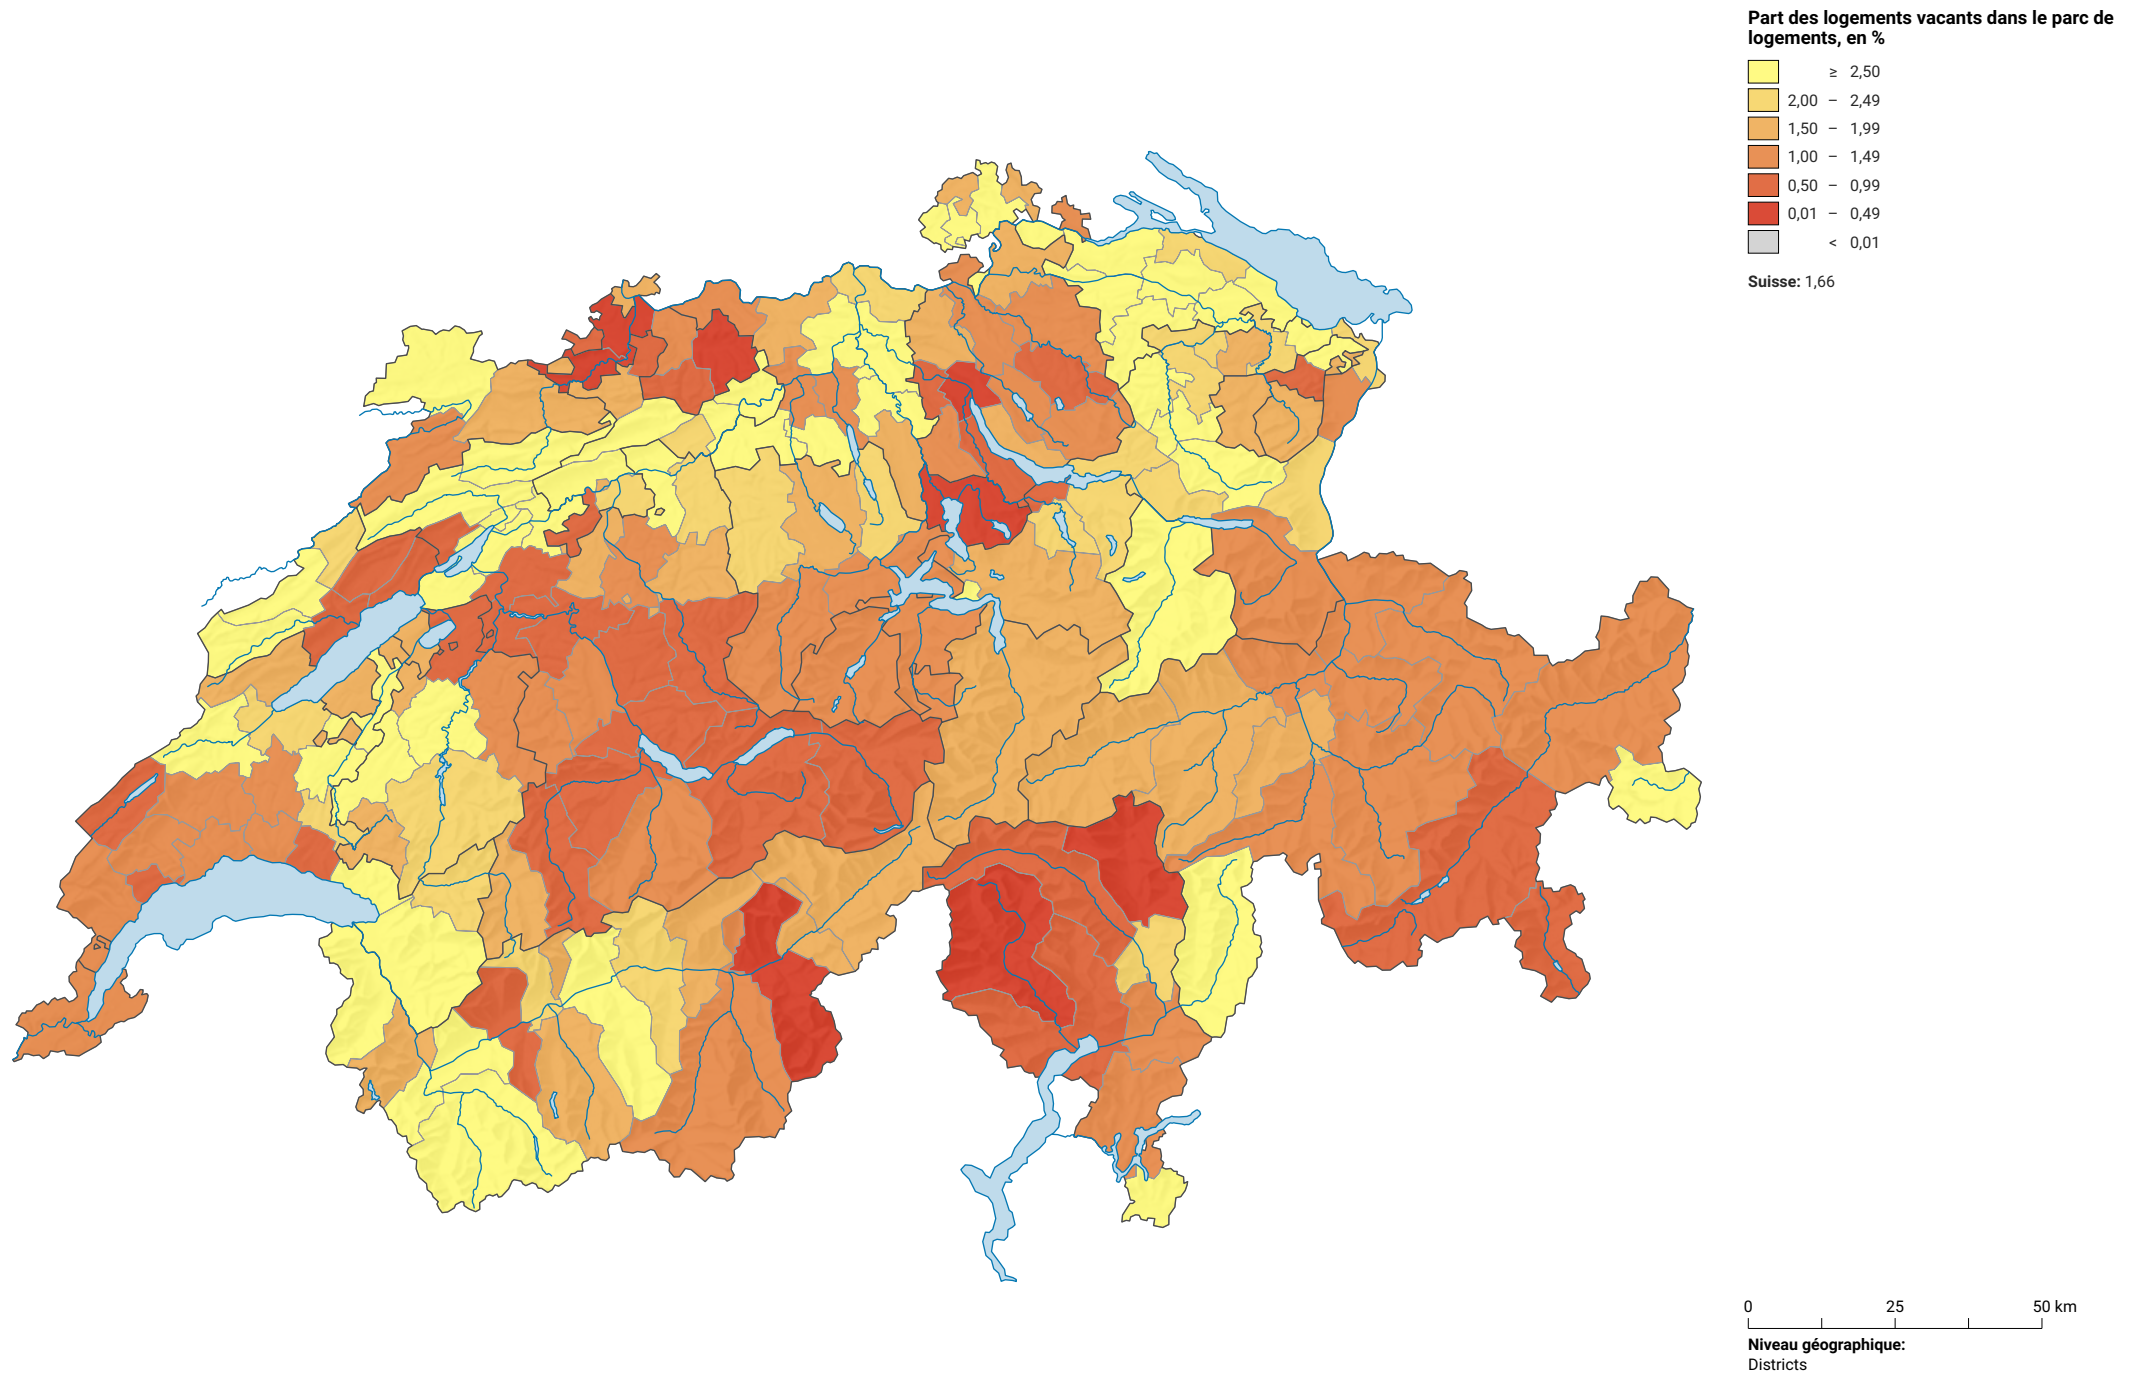 Part des logements vacants dans le parc de
logements, en %
≥ 2,50
2,00 – 2,49
1,50 – 1,99
1,00 – 1,49
0,50 – 0,99
0,01 – 0,49
< 0,01
Suisse: 1,66
0 25 50 km
Niveau géographique:
Districts